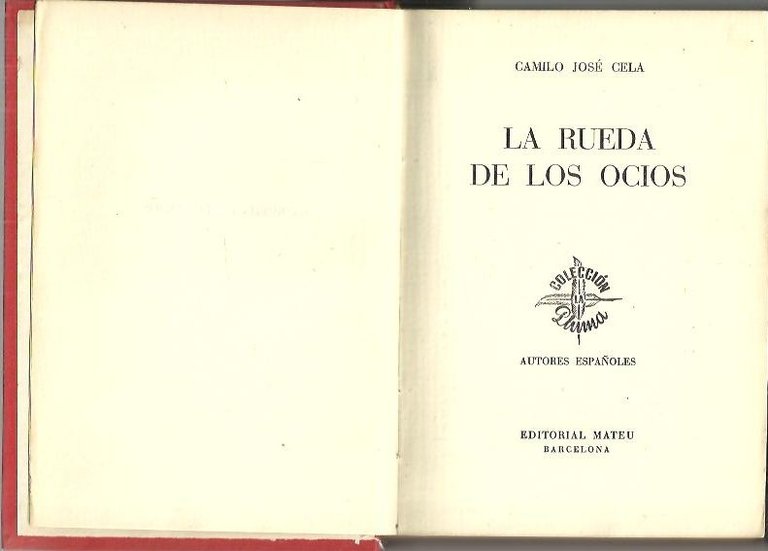 CAMILO JOSÉ CELA
LA RUEDA
DE LOS OCIOS
COLECCIÓN
LA
Pluma
AUTORES ESPAÑOLES
EDITORIAL MATEU
BARCELONA